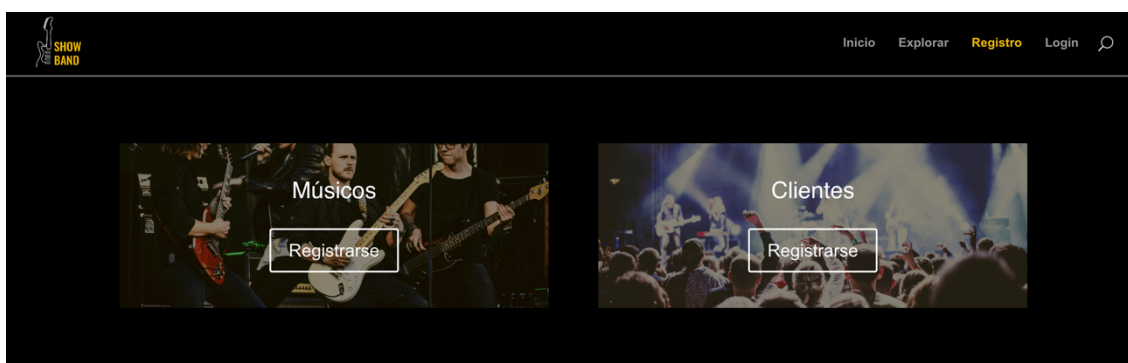 SHOW
BAND
Inicio Explorar Registro Login
Músicos
Registrarse
Clientes
Registrarse